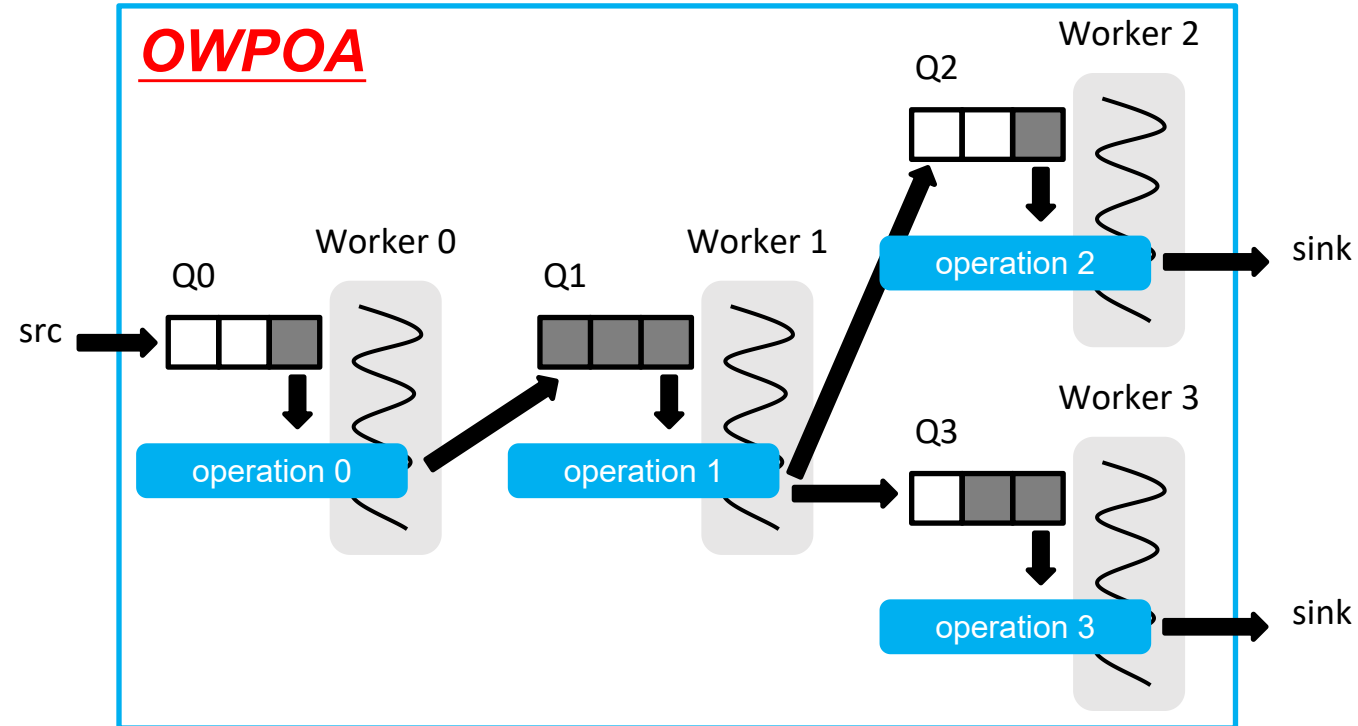 OWPOA
Worker 2
Q2
Worker 0
Worker 1
operation 2
sink
Q0
Q1
src
Worker 3
Q3
operation 0
operation 1
operation 3
sink